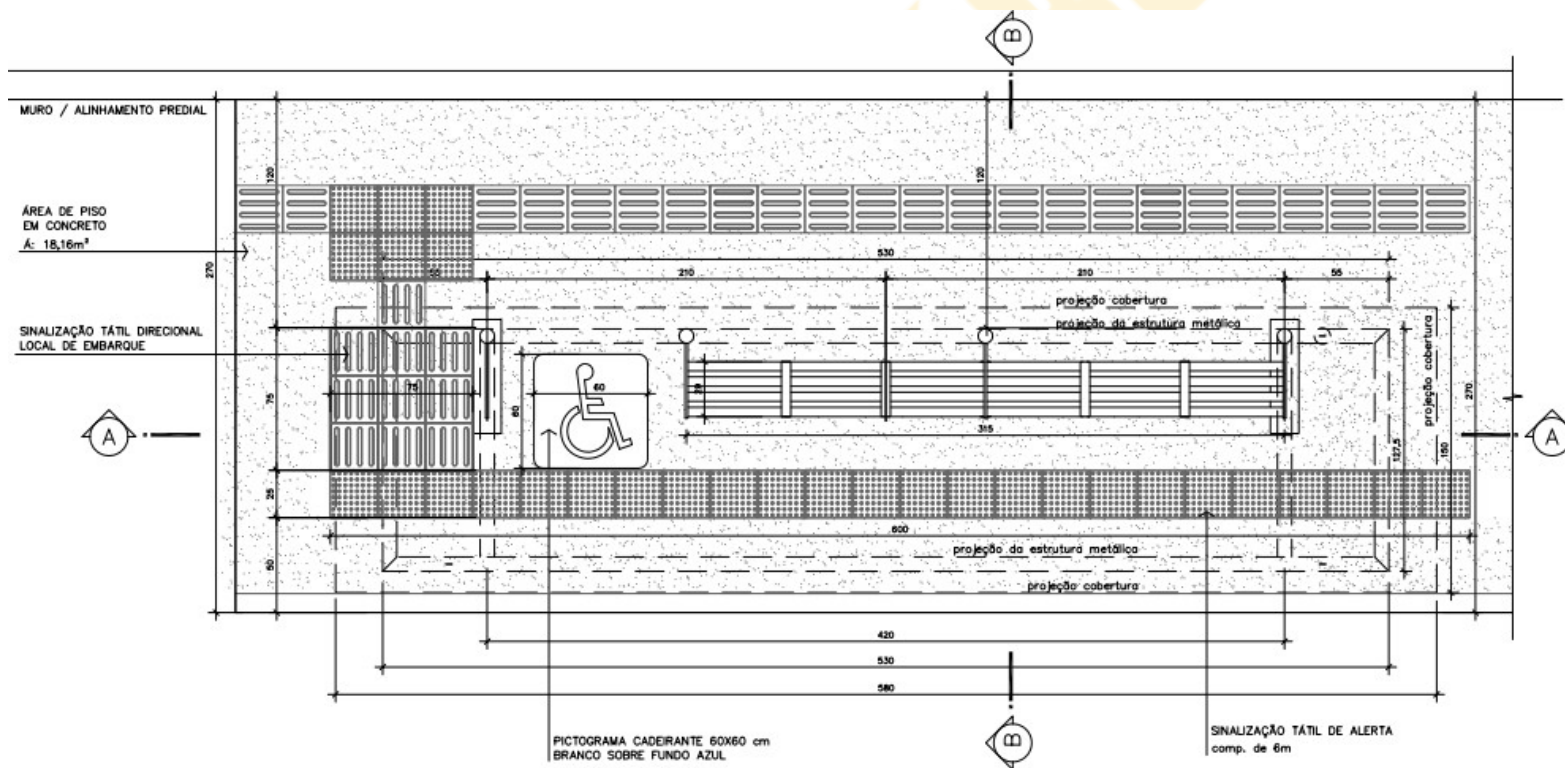 B
MURO / ALINHAMENTO PREDIAL
120
120
ÁREA DE PISO
EM CONCRETO
Á: 18,16m²
270
530
55
210
210
55
projeção cobertura
projeção da estrutura metálica
SINALIZAÇÃO TÁTIL DIRECIONAL
LOCAL DE EMBARQUE
projeção cobertura
75
75
60
60
29
270
A
315
A
127,5
150
25
600
50
projeção da estrutura metálica
projeção cobertura
420
530
580
B
PICTOGRAMA CADEIRANTE 60X60 cm
BRANCO SOBRE FUNDO AZUL
SINALIZAÇÃO TÁTIL DE ALERTA
comp. de 6m